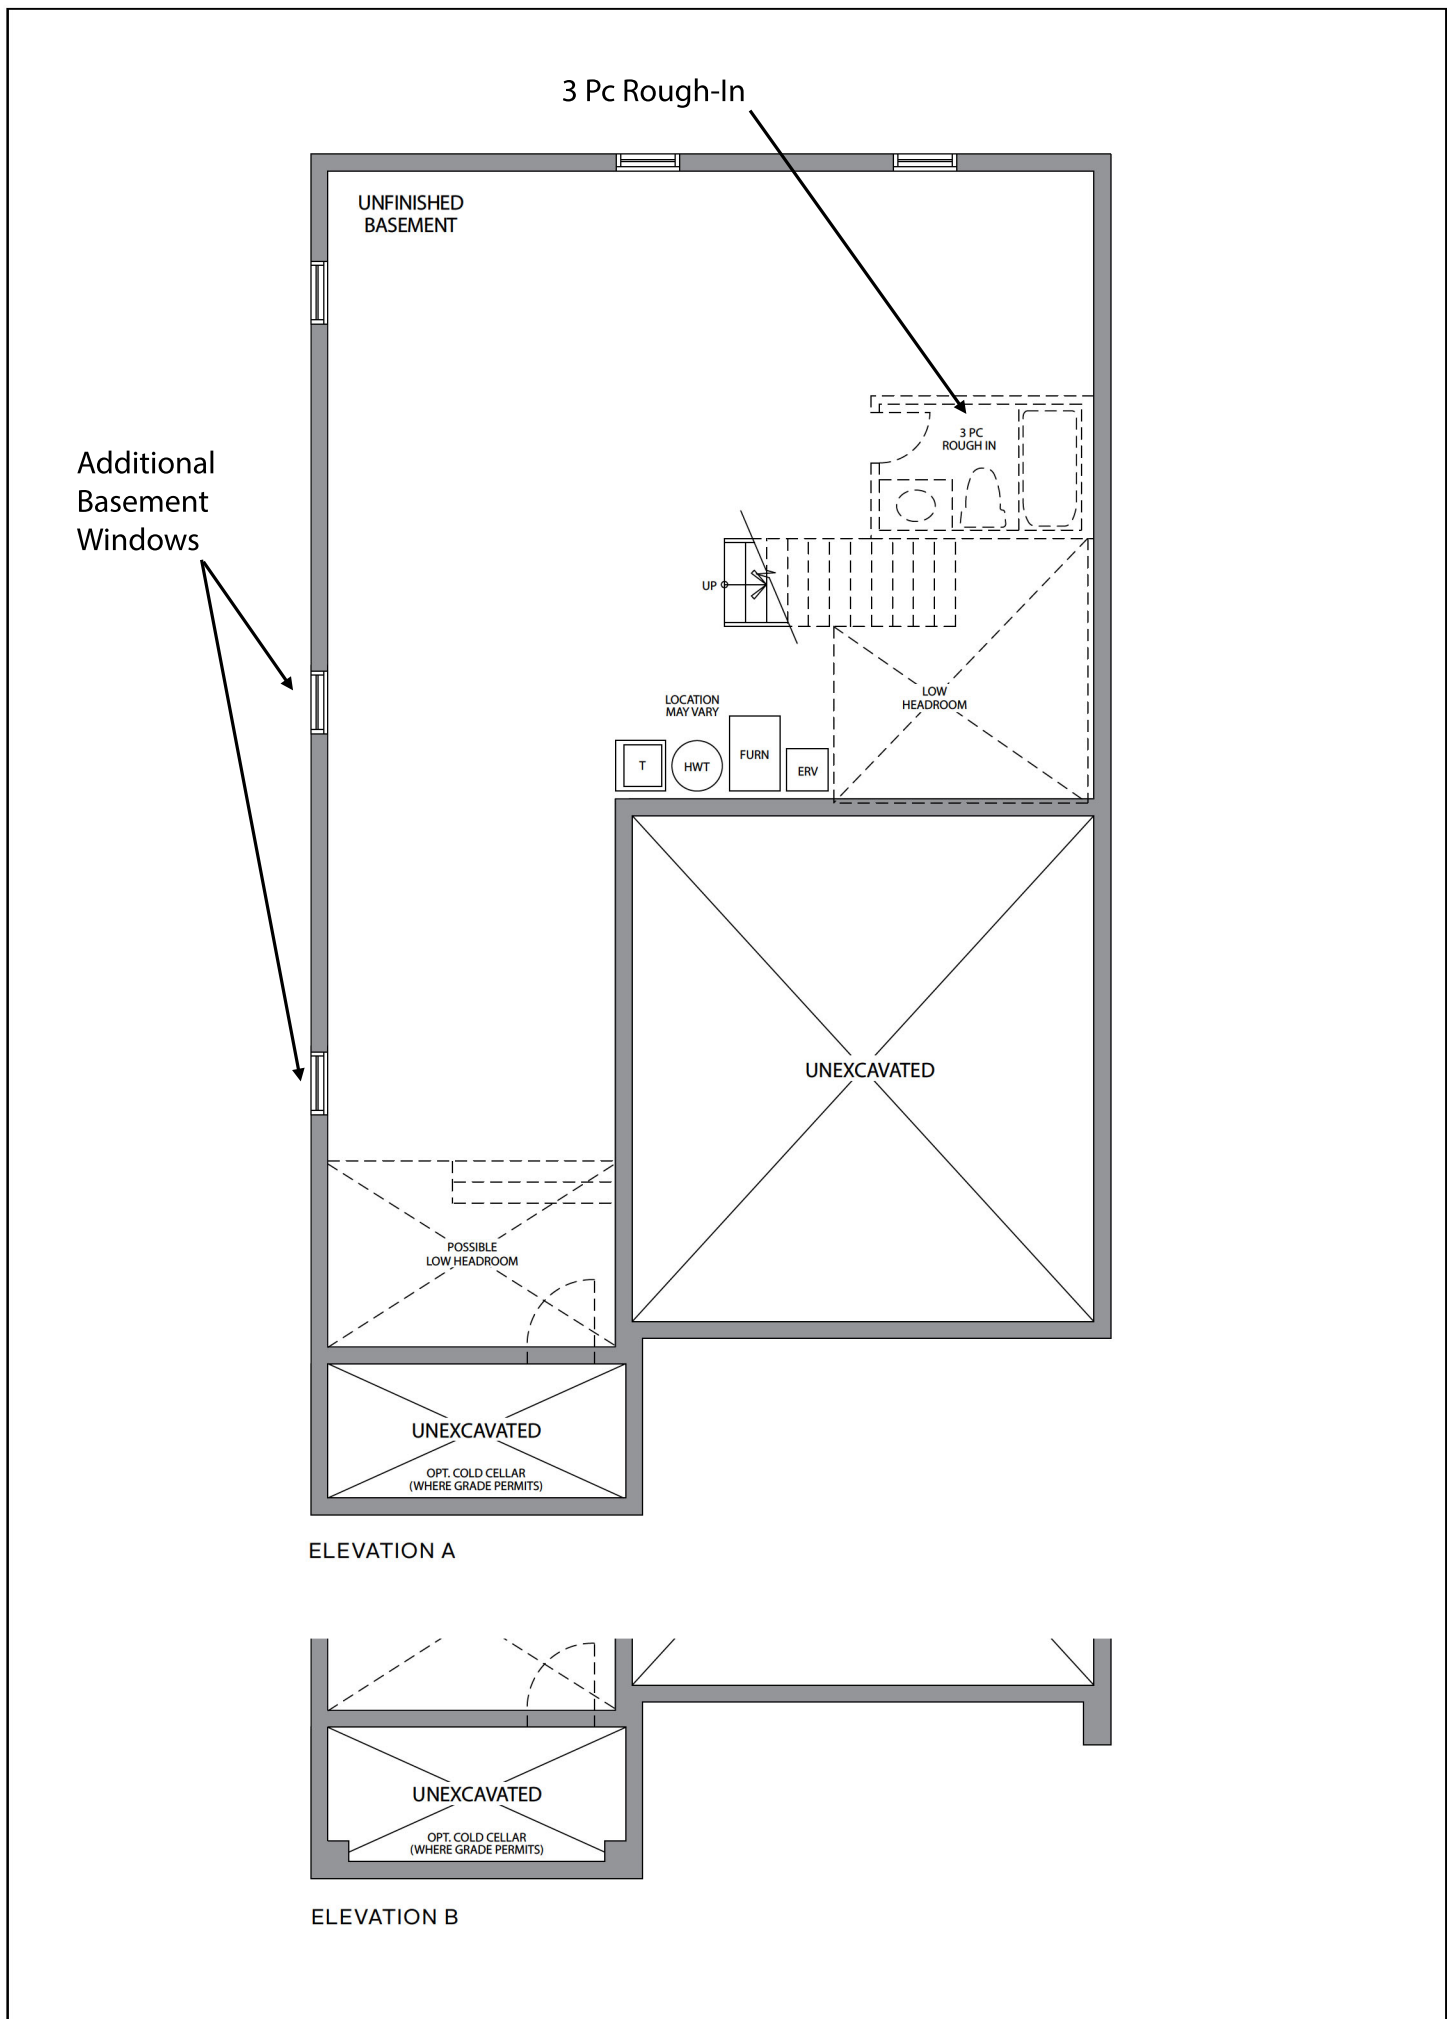 3 Pc Rough-In
UNFINISHED
BASEMENT
3 PC
ROUGH IN
Additional
Basement
Windows
UP
LOW
HEADROOM
LOCATION
MAY VARY
T
HWT
FURN
ERV
UNEXCAVATED
POSSIBLE
LOW HEADROOM
UNEXCAVATED
OPT. COLD CELLAR
(WHERE GRADE PERMITS)
ELEVATION A
UNEXCAVATED
OPT. COLD CELLAR
(WHERE GRADE PERMITS)
ELEVATION B